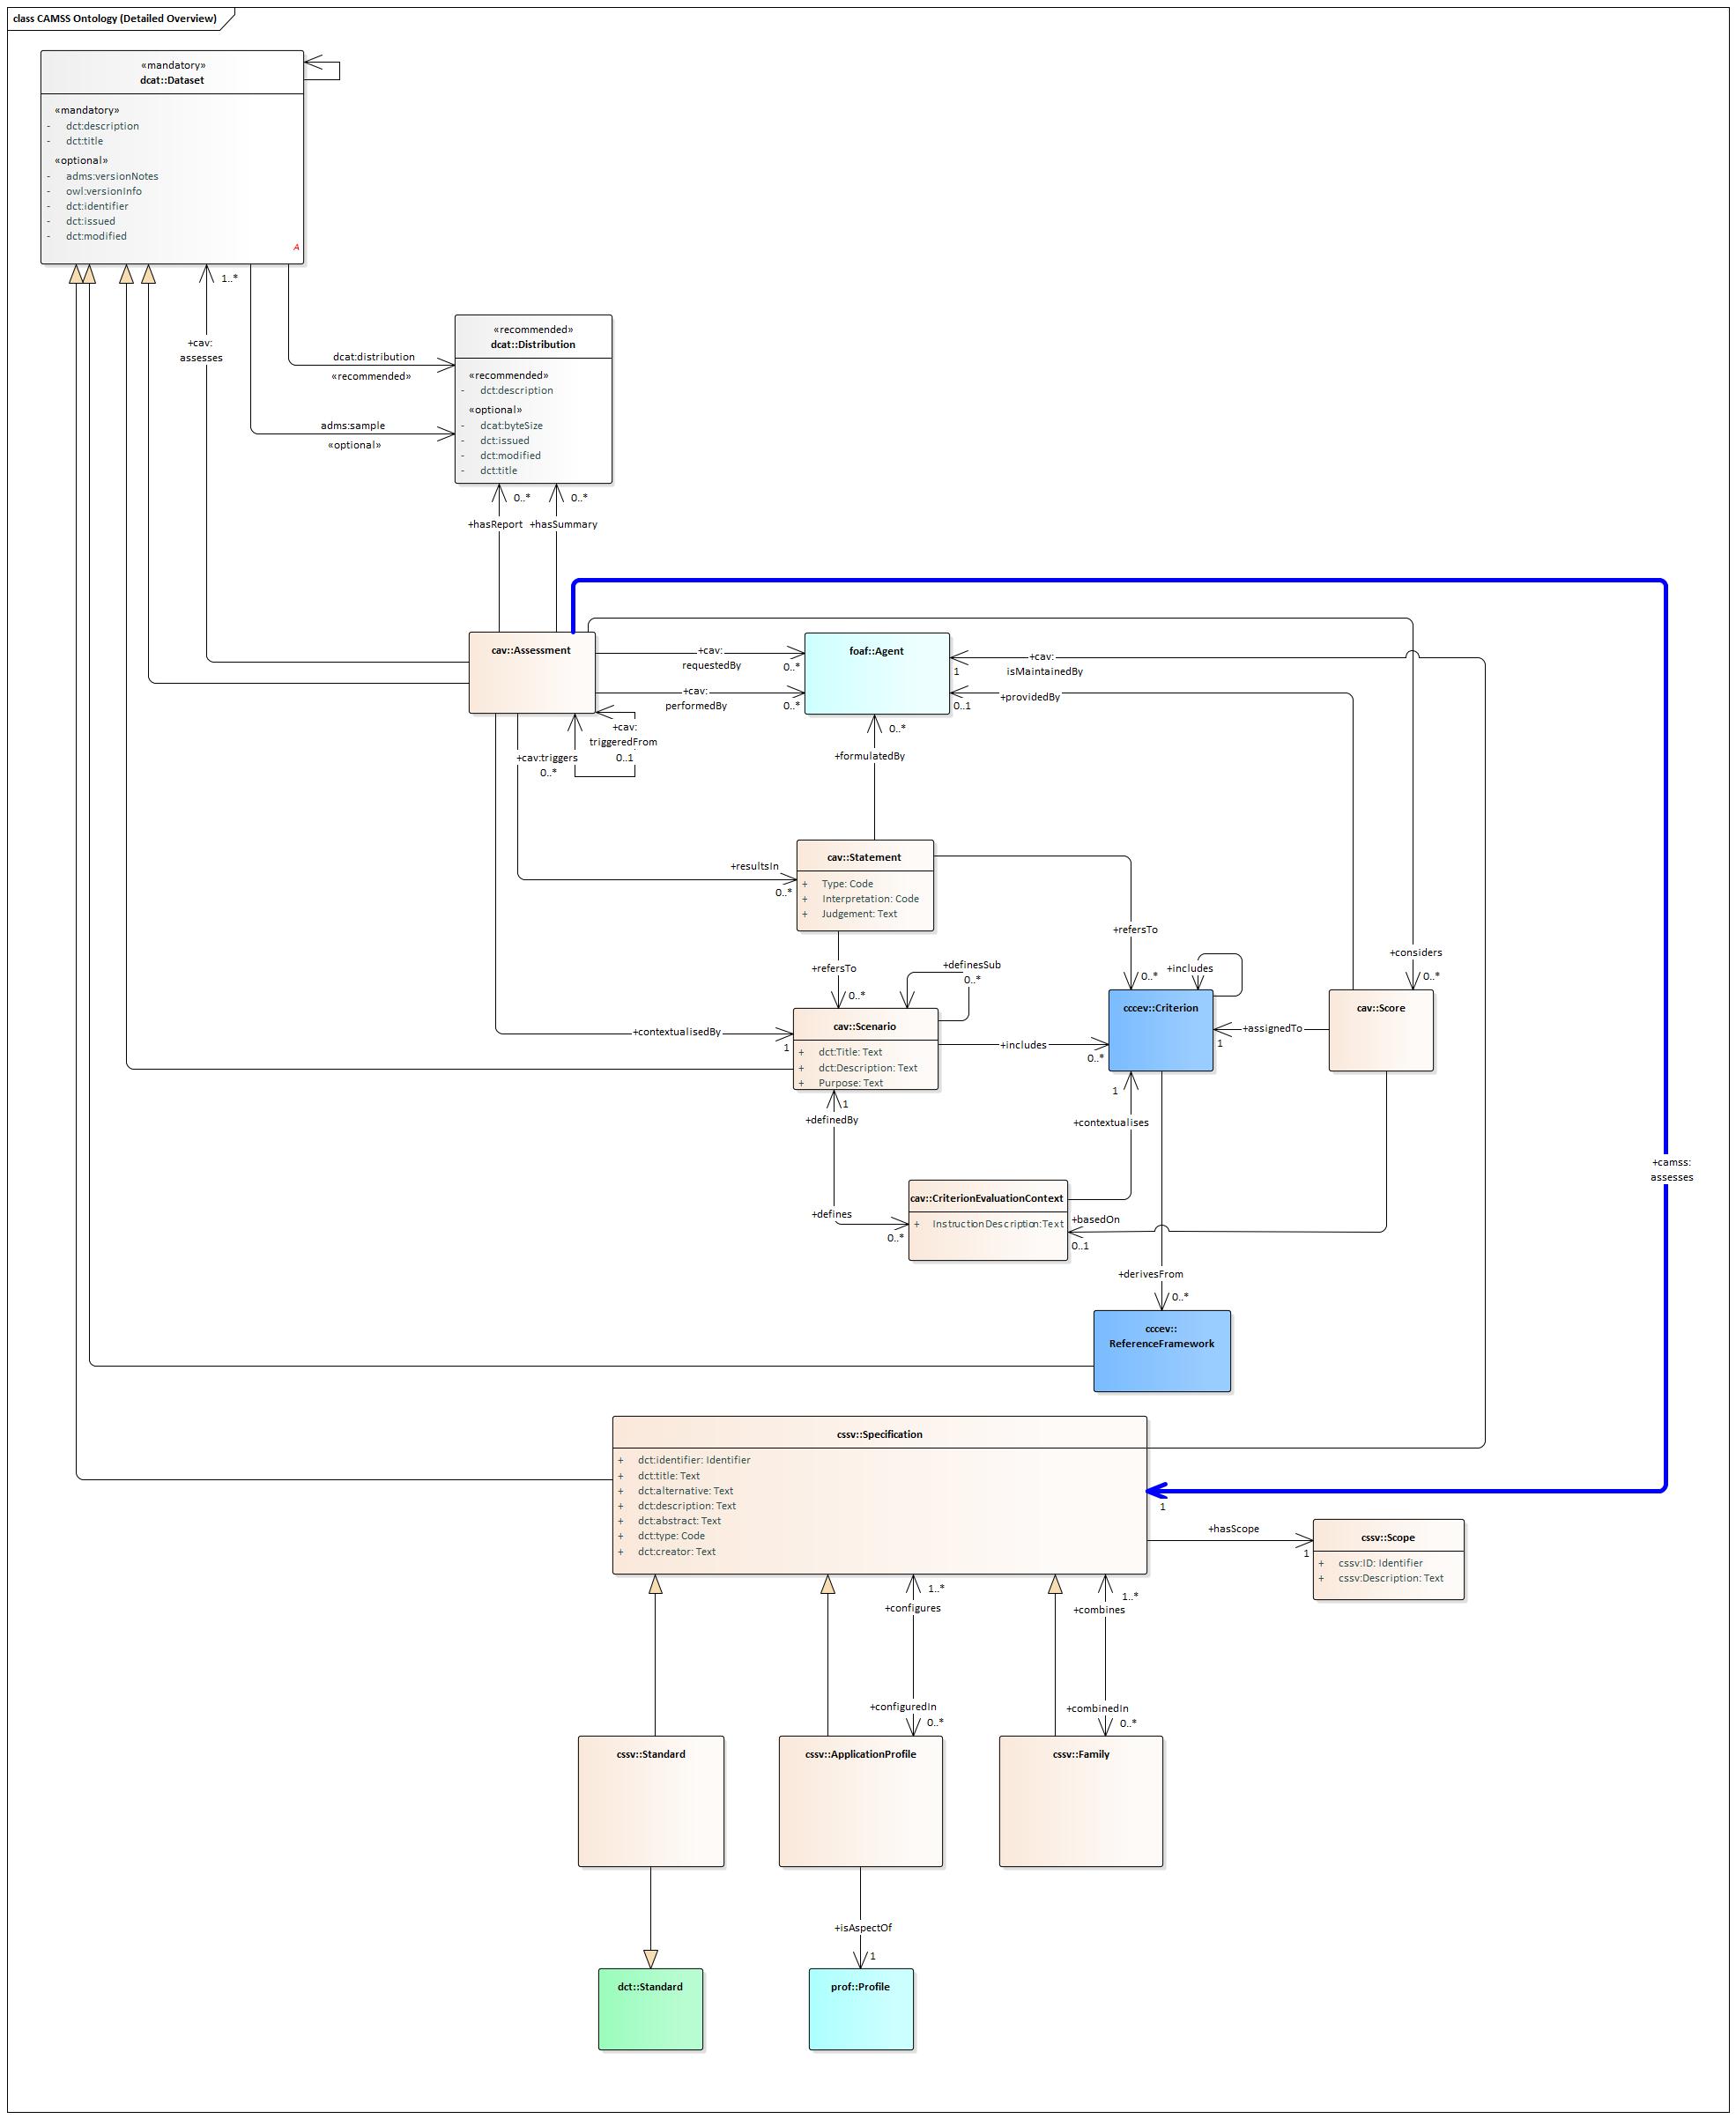 class CAMSS Ontology (Detailed Overview)
«mandatory»
dcat::Dataset
«mandatory»
- dct:description
- dct:title
«optional»
- adms:versionNotes
- owl:versionInfo
- dct:identifier
- dct:issued
- dct:modified
A
1..*
+cav:
assesses
dcat:distribution
«recommended»
adms:sample
«optional»
«recommended»
dcat::Distribution
«recommended»
- dct:description
«optional»
- dcat:byteSize
- dct:issued
- dct:modified
- dct:title
0..*
0..*
+hasReport
+hasSummary
cav::Assessment
+cav:
requestedBy
0..*
+cav:
performedBy
0..*
foaf::Agent
+cav:
isMaintainedBy
1
+providedBy
0..1
+cav:
triggeredFrom
0..1
+cav:triggers
0..*
0..*
+formulatedBy
+resultsIn
0..*
cav::Statement
+ Type: Code
+ Interpretation: Code
+ Judgement: Text
+refersTo
0..*
+refersTo
0..*
+definesSub
0..*
+includes
+considers
0..*
+contextualisedBy
1
cav::Scenario
+ dct:Title: Text
+ dct:Description: Text
+ Purpose: Text
+includes
0..*
cccev::Criterion
+assignedTo
1
cav::Score
1
+definedBy
1
+contextualises
+camss:
assesses
+defines
0..*
cav::CriterionEvaluationContext
+ InstructionDescription:Text
+basedOn
0..1
+derivesFrom
0..*
cccev::
ReferenceFramework
cssv::Specification
+ dct:identifier: Identifier
+ dct:title: Text
+ dct:alternative: Text
+ dct:description: Text
+ dct:abstract: Text
+ dct:type: Code
+ dct:creator: Text
1
+hasScope
1
cssv::Scope
+ cssv:ID: Identifier
+ cssv:Description: Text
1..*
+configures
1..*
+combines
+configuredIn
0..*
+combinedIn
0..*
cssv::Standard
cssv::ApplicationProfile
cssv::Family
+isAspectOf
1
dct::Standard
prof::Profile